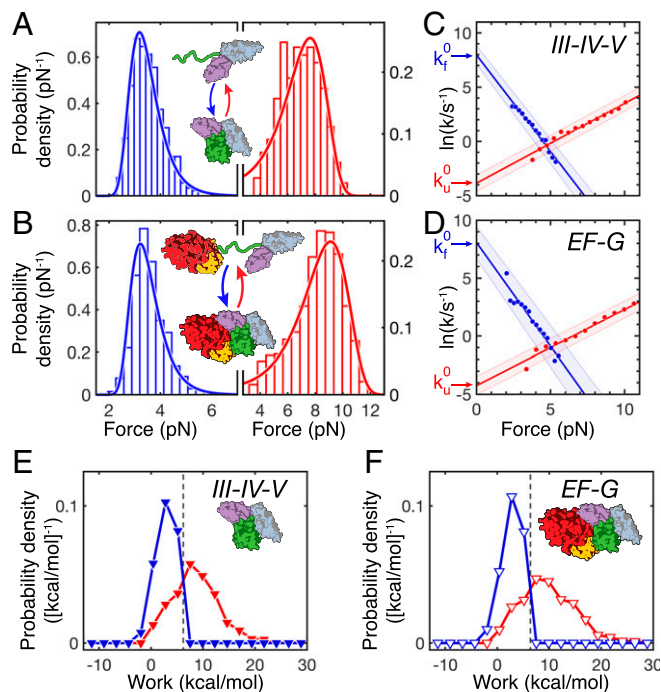 A
Probability
density (pN⁻¹)
0.6
0.4
0.2
0
0.2
0.1
0
B
Probability
density (pN⁻¹)
0.8
0.6
0.4
0.2
0
0.2
0.1
0
2
4
6
4
6
8
10
12
Force (pN)
Force (pN)
C
III-IV-V
ln(k/s⁻¹)
10
5
0
-5
k_f^0
k_u^0
D
EF-G
ln(k/s⁻¹)
10
5
0
-5
k_f^0
k_u^0
0
5
10
Force (pN)
E
III-IV-V
Probability density
([kcal/mol]⁻¹)
0.1
0
-10
0
10
20
30
Work (kcal/mol)
F
EF-G
Probability density
([kcal/mol]⁻¹)
0.1
0
-10
0
10
20
30
Work (kcal/mol)